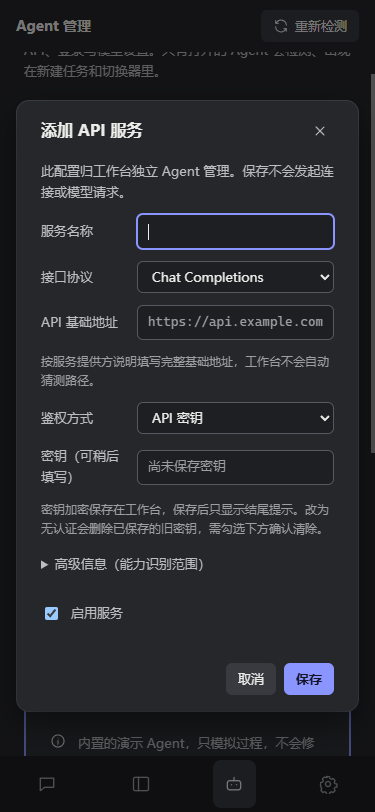 Agent 管理
重新检测
API、登录与模型设置。只有打开的 Agent 会检测、出现
在新建任务和切换器里。
添加 API 服务
此配置归工作台独立 Agent 管理。保存不会发起连
接或模型请求。
服务名称
接口协议
Chat Completions
API 基础地址
https://api.example.com
按服务提供方说明填写完整基础地址，工作台不会自动
猜测路径。
鉴权方式
API 密钥
密钥（可稍后
填写）
尚未保存密钥
密钥加密保存在工作台，保存后只显示结尾提示。改为
无认证会删除已保存的旧密钥，需勾选下方确认清除。
高级信息（能力识别范围）
启用服务
取消
保存
内置的演示 Agent，只模拟过程，不会修